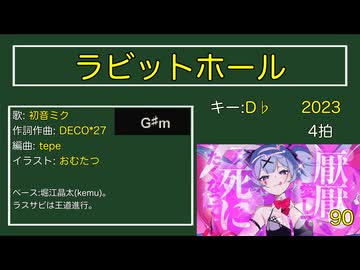 ラビットホール
キー:D♭ 2023
4拍
歌: 初音ミク
作詞作曲: DECO*27
編曲: tepe
イラスト: おむたつ
G♯m
ベース:堀江晶太(kemu)。
ラスサビは王道進行。
厭厭
死に
90